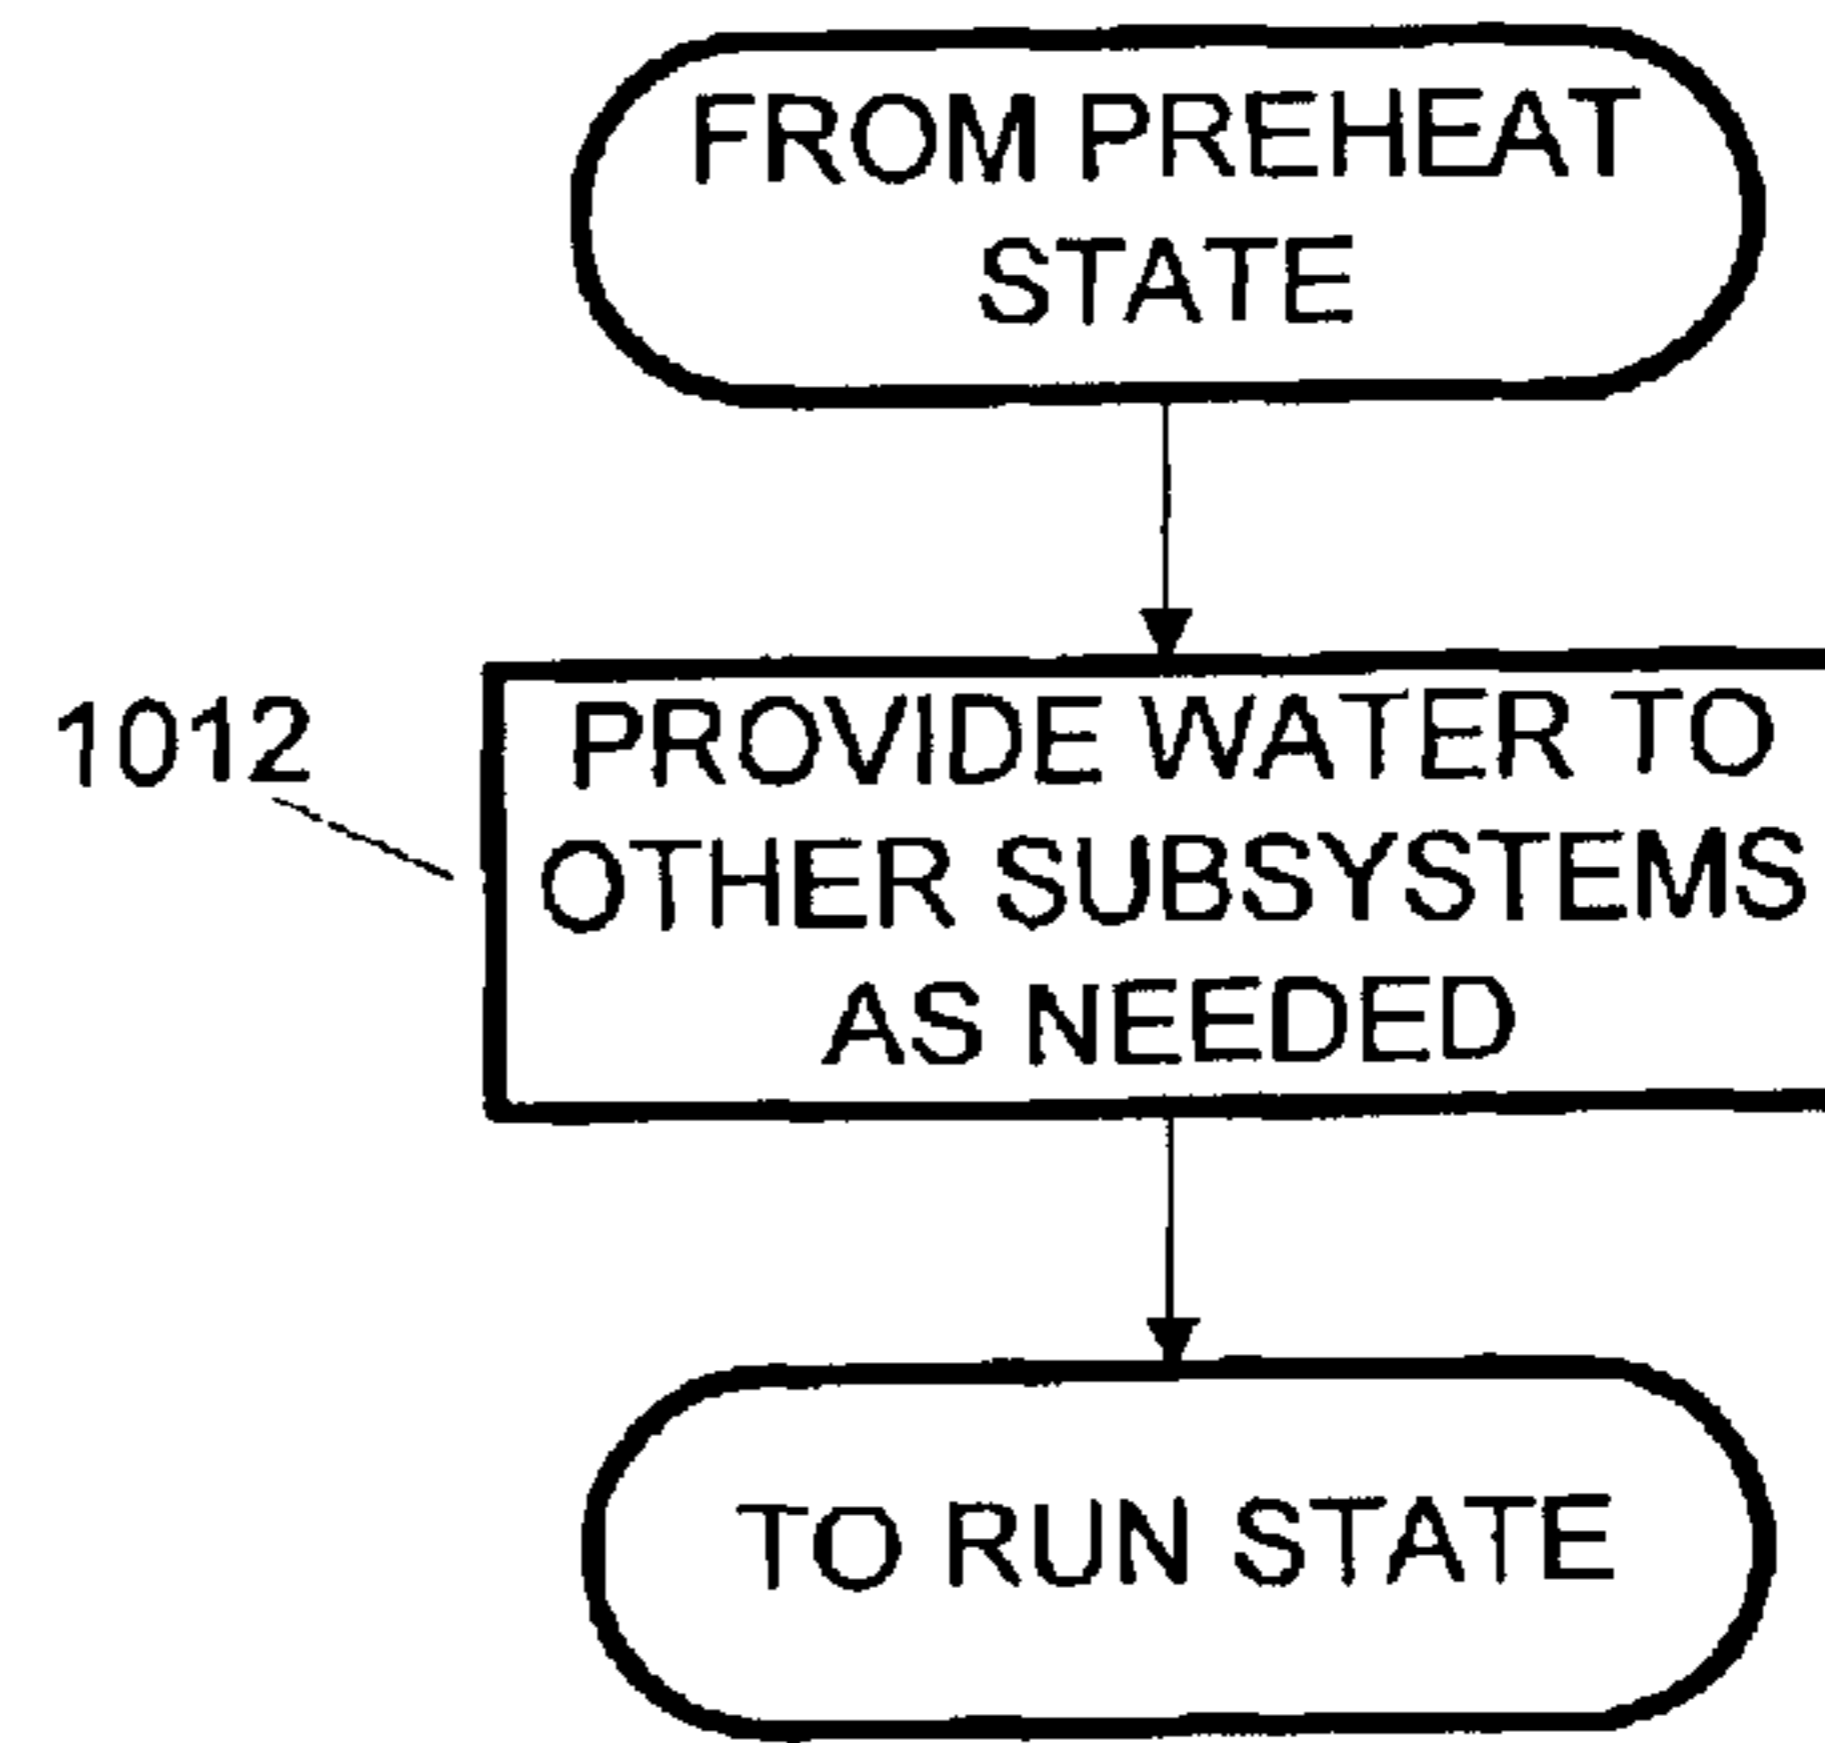 FROM PREHEAT
STATE
1012
PROVIDE WATER TO
OTHER SUBSYSTEMS
AS NEEDED
TO RUN STATE